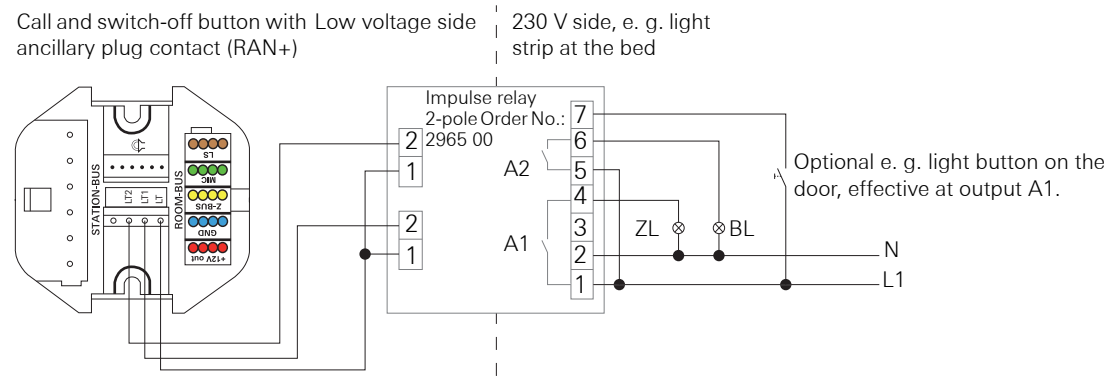 Call and switch-off button with Low voltage side
ancillary plug contact (RAN+)
230 V side, e. g. light
strip at the bed
Impulse relay
2-pole Order No.:
2965 00
2
1
2
1
A2
A1
7
6
5
4
3
2
1
ZL
BL
N
L1
Optional e. g. light button on the
door, effective at output A1.
STATION-BUS
LT2
LT1
LT
ROOM-BUS
LS
MIC
Z-BUS
GND
+12V out